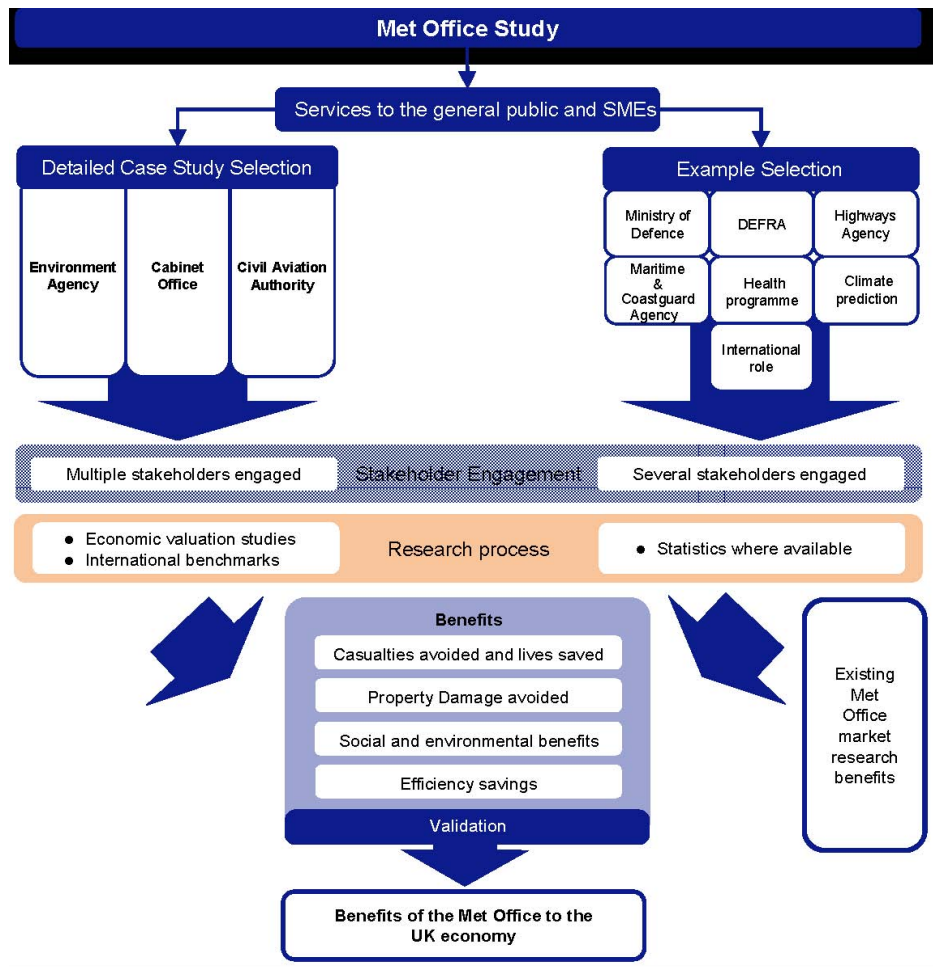 Met Office Study
Services to the general public and SMEs
Detailed Case Study Selection
Environment
Agency
Cabinet
Office
Civil Aviation
Authority
Example Selection
Ministry of
Defence
DEFRA
Highways
Agency
Maritime
&
Coastguard
Agency
Health
programme
Climate
prediction
International
role
Multiple stakeholders engaged
Stakeholder Engagement
Several stakeholders engaged
● Economic valuation studies
● International benchmarks
Research process
● Statistics where available
Benefits
Casualties avoided and lives saved
Property Damage avoided
Social and environmental benefits
Efficiency savings
Validation
Existing
Met
Office
market
research
benefits
Benefits of the Met Office to the
UK economy